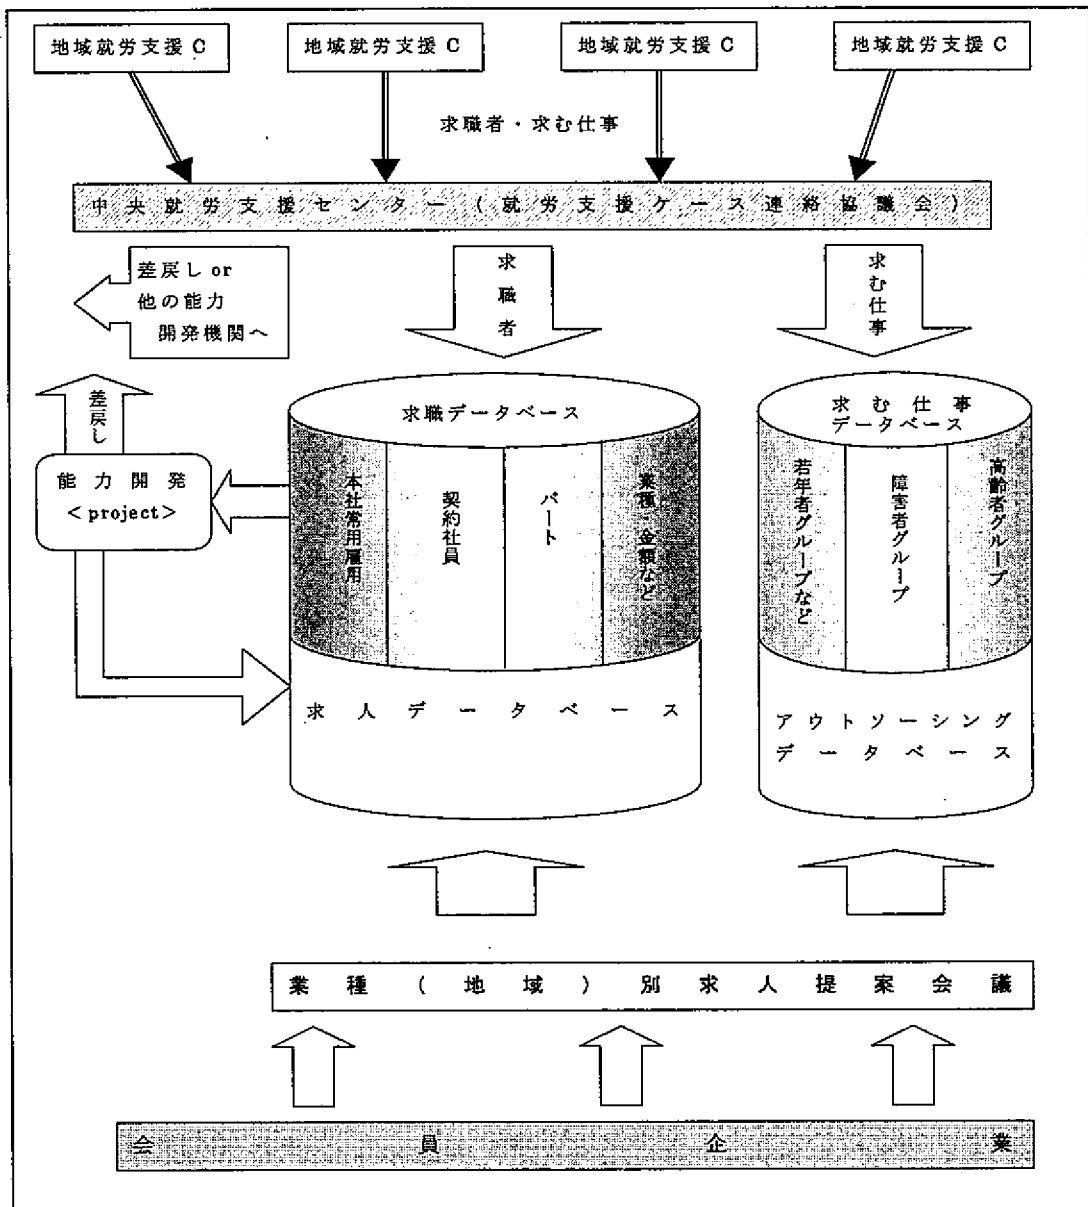 地域就労支援C
地域就労支援C
地域就労支援C
地域就労支援C
求職者・求む仕事
中央就労支援センター(就労支援ケース連絡協議会)
差戻し or
他の能力
開発機関へ
求職者
求む仕事
差戻し
能力開発
<project>
求職データベース
本社常用雇用
契約社員
パート
業種・金額など
求人データベース
求む仕事
データベース
若年者グループなど
障害者グループ
高齢者グループ
アウトソーシング
データベース
業種(地域)別求人提案会議
会員企業